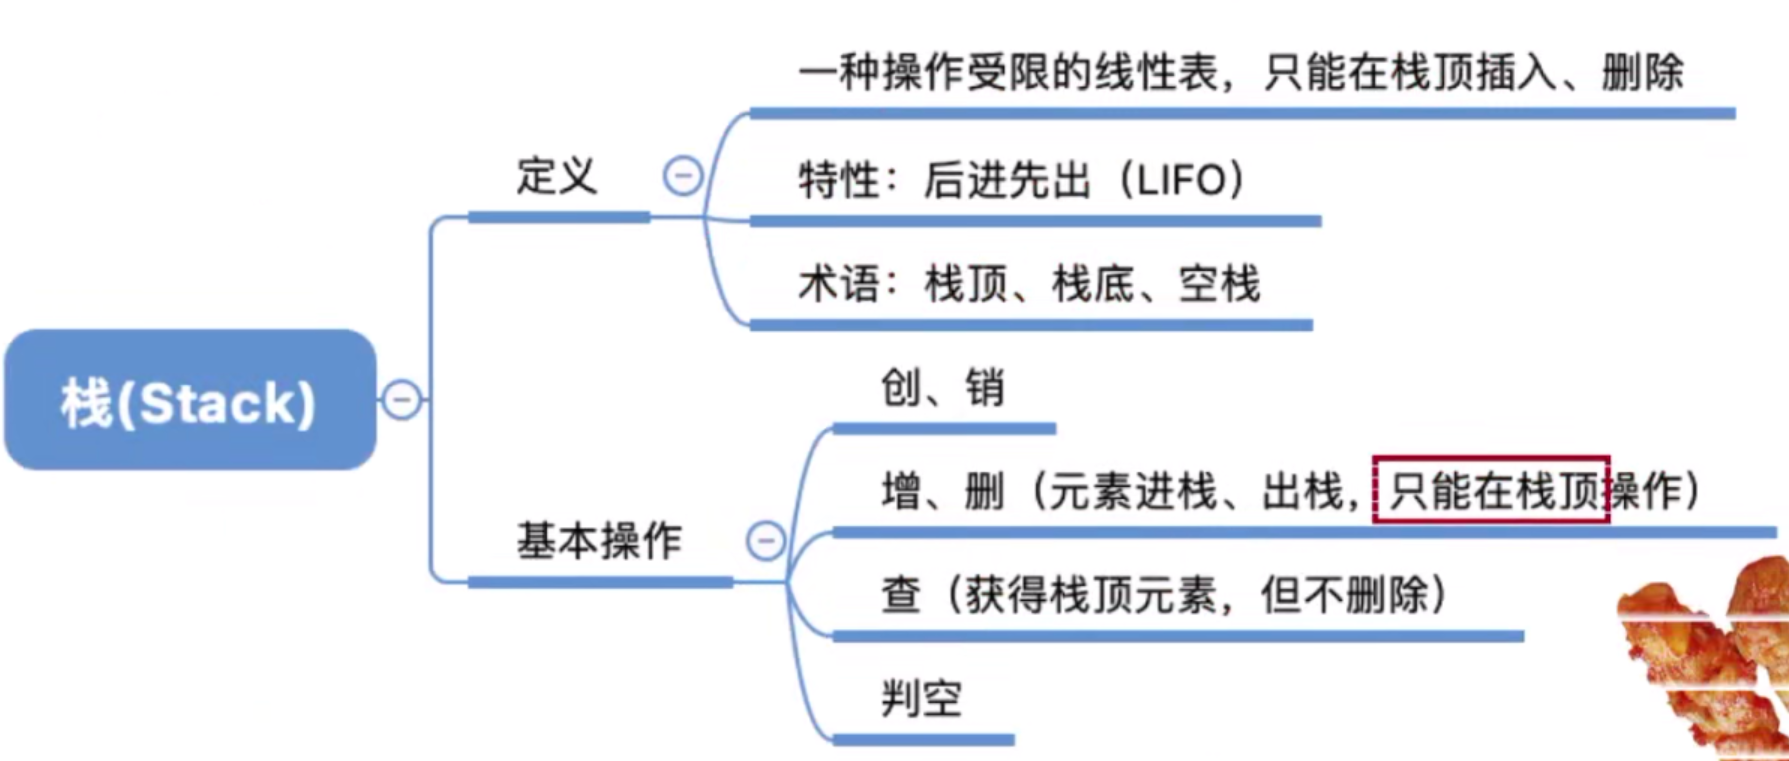 一种操作受限的线性表，只能在栈顶插入、删除
定义
特性：后进先出（LIFO）
术语：栈顶、栈底、空栈
栈(Stack)
创、销
增、删（元素进栈、出栈，只能在栈顶操作）
基本操作
查（获得栈顶元素，但不删除）
判空